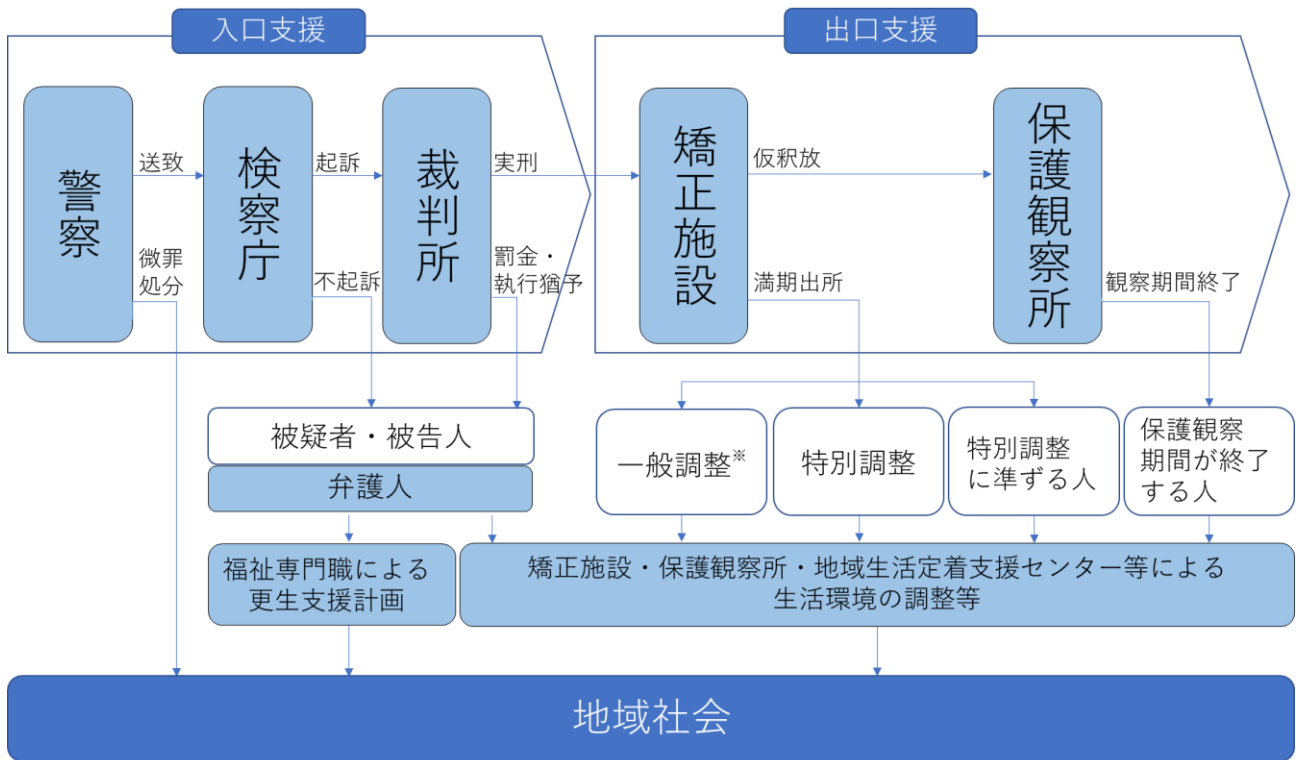 入口支援
出口支援
警察
送致
微罪
処分
検察庁
起訴
不起訴
裁判所
実刑
罰金・
執行猶予
矯正施設
仮釈放
満期出所
保護観察所
観察期間終了
被疑者・被告人
弁護人
一般調整※
特別調整
特別調整
に準ずる人
保護観察
期間が終了
する人
福祉専門職による
更生支援計画
矯正施設・保護観察所・地域生活定着支援センター等による
生活環境の調整等
地域社会